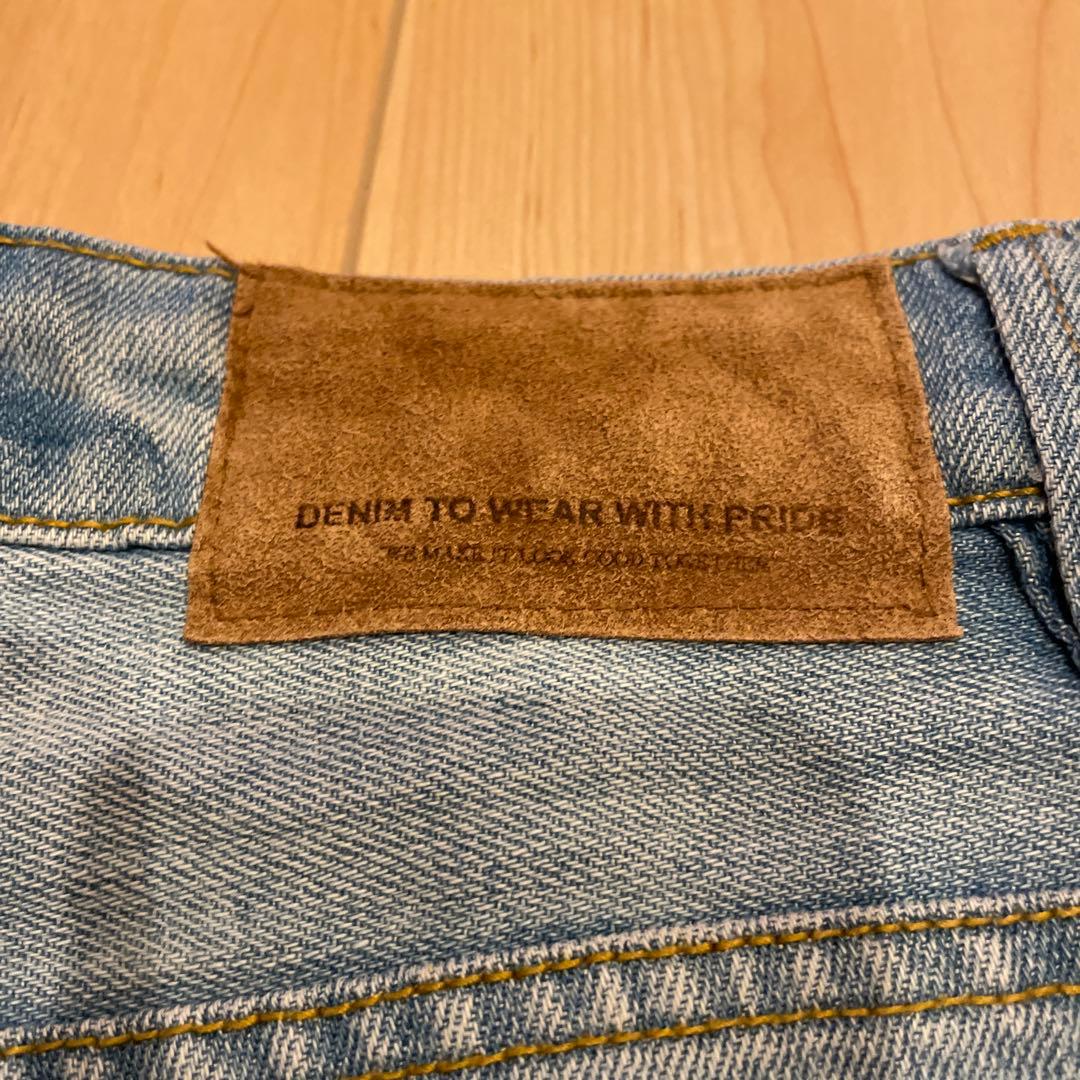 DENIM TO WEAR WITH PRIDE
WE MAKE IT LOOK GOOD TOGETHER